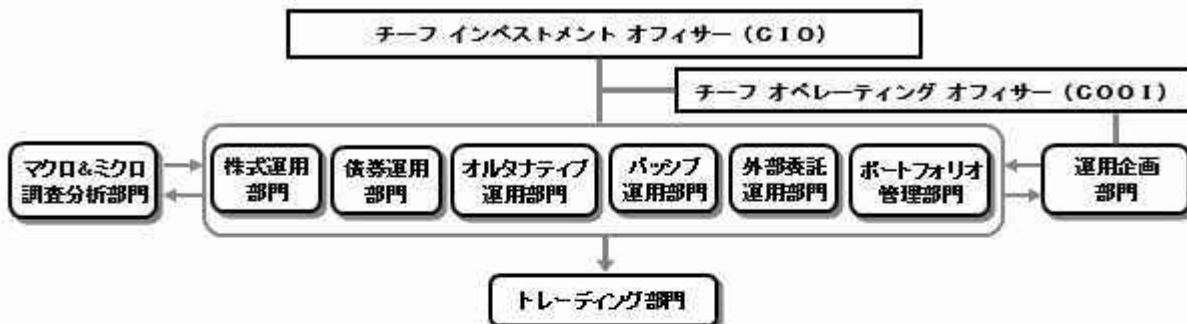 チーフ インベストメント オフィサー (CIO)
チーフ オペレーティング オフィサー (COOI)
マクロ&ミクロ
調査分析部門
株式運用
部門
債券運用
部門
オルタナティブ
運用部門
パッシブ
運用部門
外部委託
運用部門
ポートフォリオ
管理部門
運用企画
部門
トレーディング部門